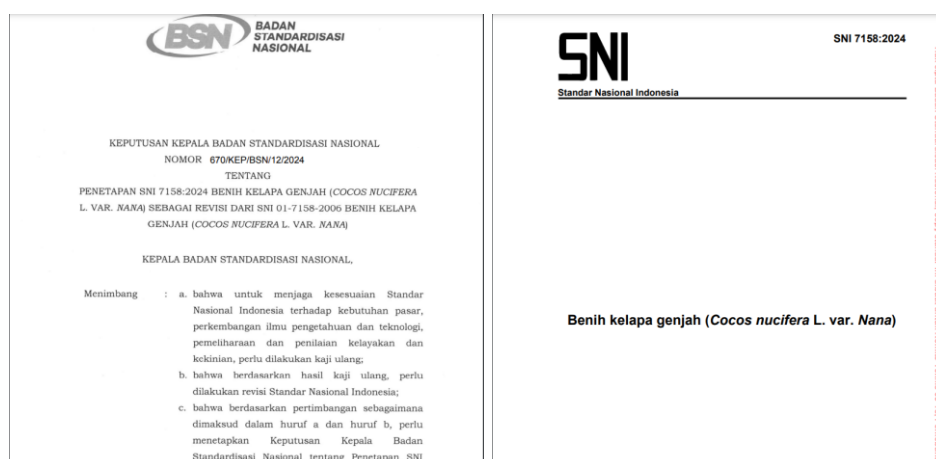 BSN BADAN
STANDARDISASI
NASIONAL
KEPUTUSAN KEPALA BADAN STANDARDISASI NASIONAL
NOMOR 670/KEP/BSN/12/2024
TENTANG
PENETAPAN SNI 7158:2024 BENIH KELAPA GENJAH (COCOS NUCIFERA
L. VAR. NANA) SEBAGAI REVISI DARI SNI 01-7158-2006 BENIH KELAPA
GENJAH (COCOS NUCIFERA L. VAR. NANA)
KEPALA BADAN STANDARDISASI NASIONAL,
Menimbang : a. bahwa untuk menjaga kesesuaian Standar
Nasional Indonesia terhadap kebutuhan pasar,
perkembangan ilmu pengetahuan dan teknologi,
pemeliharaan dan penilaian kelayakan dan
kekinian, perlu dilakukan kaji ulang;
b. bahwa berdasarkan hasil kaji ulang, perlu
dilakukan revisi Standar Nasional Indonesia;
c. bahwa berdasarkan pertimbangan sebagaimana
dimaksud dalam huruf a dan huruf b, perlu
menetapkan Keputusan Kepala Badan
Standardisasi Nasional tentang Penetapan SNI
SNI
Standar Nasional Indonesia
SNI 7158:2024
Benih kelapa genjah (Cocos nucifera L. var. Nana)